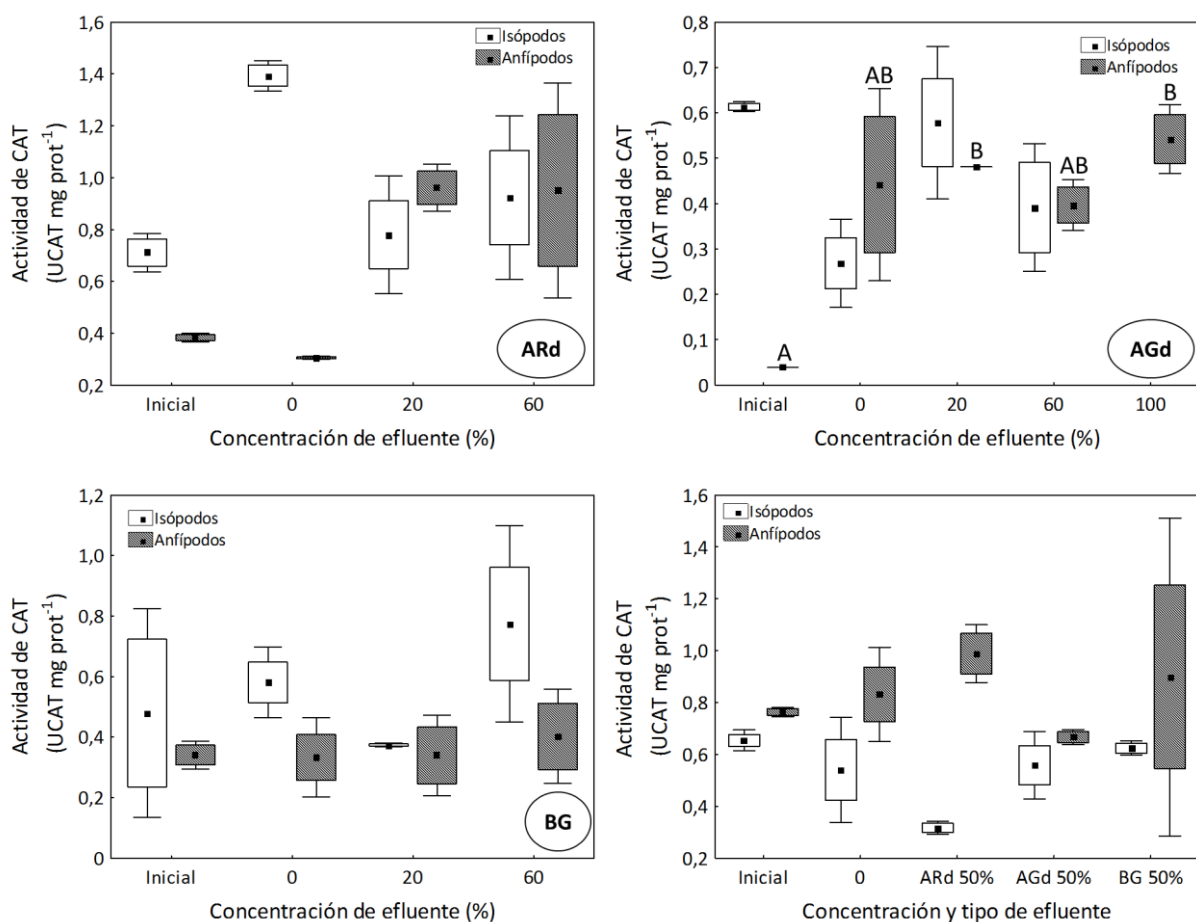 1,6
1,4
1,2
1,0
0,8
0,6
0,4
0,2
Actividad de CAT
(UCAT mg prot⁻¹)
Isópodos
Anfípodos
ARd
Inicial 0 20 60
Concentración de efluente (%)
0,8
0,7
0,6
0,5
0,4
0,3
0,2
0,1
0
Actividad de CAT
(UCAT mg prot⁻¹)
Isópodos
Anfípodos
A AB B AB B
AGd
Inicial 0 20 60 100
Concentración de efluente (%)
1,2
1,0
0,8
0,6
0,4
0,2
0
Actividad de CAT
(UCAT mg prot⁻¹)
Isópodos
Anfípodos
BG
Inicial 0 20 60
Concentración de efluente (%)
1,6
1,4
1,2
1,0
0,8
0,6
0,4
0,2
Actividad de CAT
(UCAT mg prot⁻¹)
Isópodos
Anfípodos
Inicial 0 ARd 50% AGd 50% BG 50%
Concentración y tipo de efluente